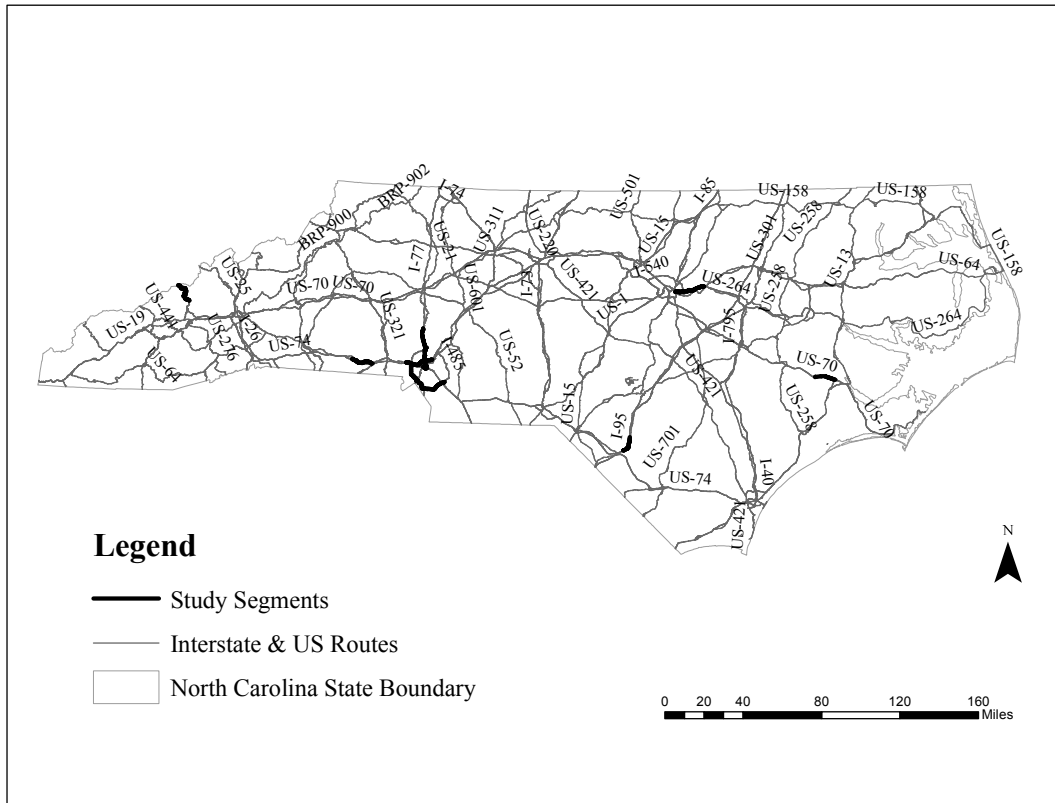 BRP-902
I-74
US-501
I-85
US-158
US-158
BRP-900
US-21
US-311
US-220
US-15
US-301
US-258
US-158
I-77
I-540
US-13
US-64
US-25
US-70
US-70
US-601
US-421
US-1
US-264
US-258
US-264
US-19
US-441
US-276
I-26
US-74
US-321
I-485
US-52
I-795
US-64
US-421
US-70
US-15
US-258
US-70
I-95
US-701
US-74
I-40
US-421
N
Legend
Study Segments
Interstate & US Routes
North Carolina State Boundary
0 20 40 80 120 160
Miles